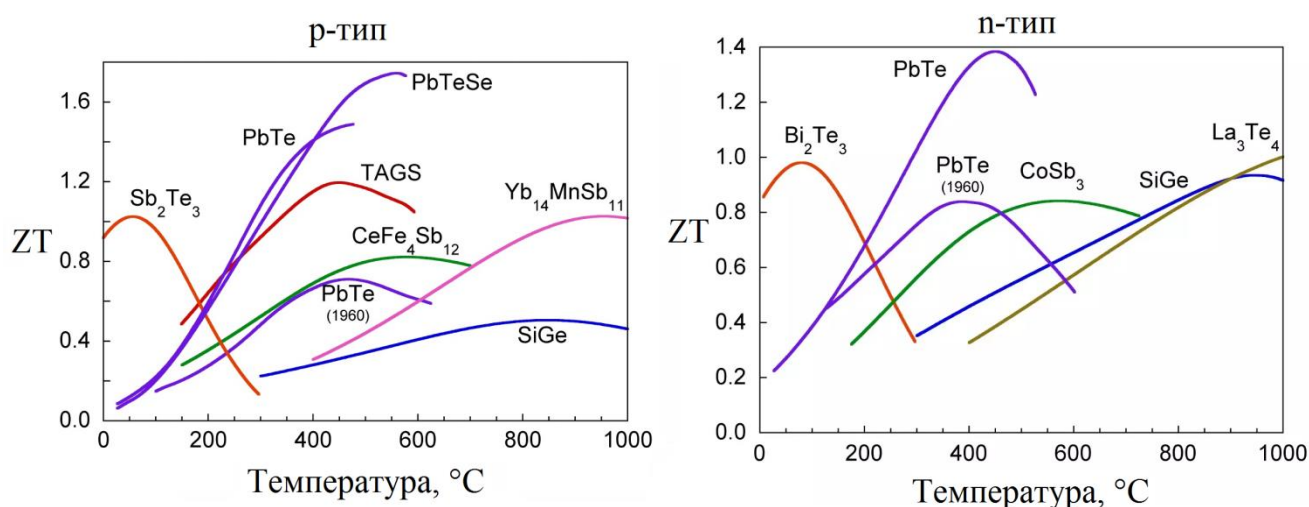 p-тип
ZT
1.6
1.2
0.8
0.4
0.0
PbTeSe
PbTe
TAGS
Sb₂Te₃
Yb₁₄MnSb₁₁
CeFe₄Sb₁₂
PbTe
(1960)
SiGe
0 200 400 600 800 1000
Температура, °C
n-тип
ZT
1.4
1.2
1.0
0.8
0.6
0.4
0.2
0.0
PbTe
Bi₂Te₃
La₃Te₄
PbTe
(1960)
CoSb₃
SiGe
0 200 400 600 800 1000
Температура, °C